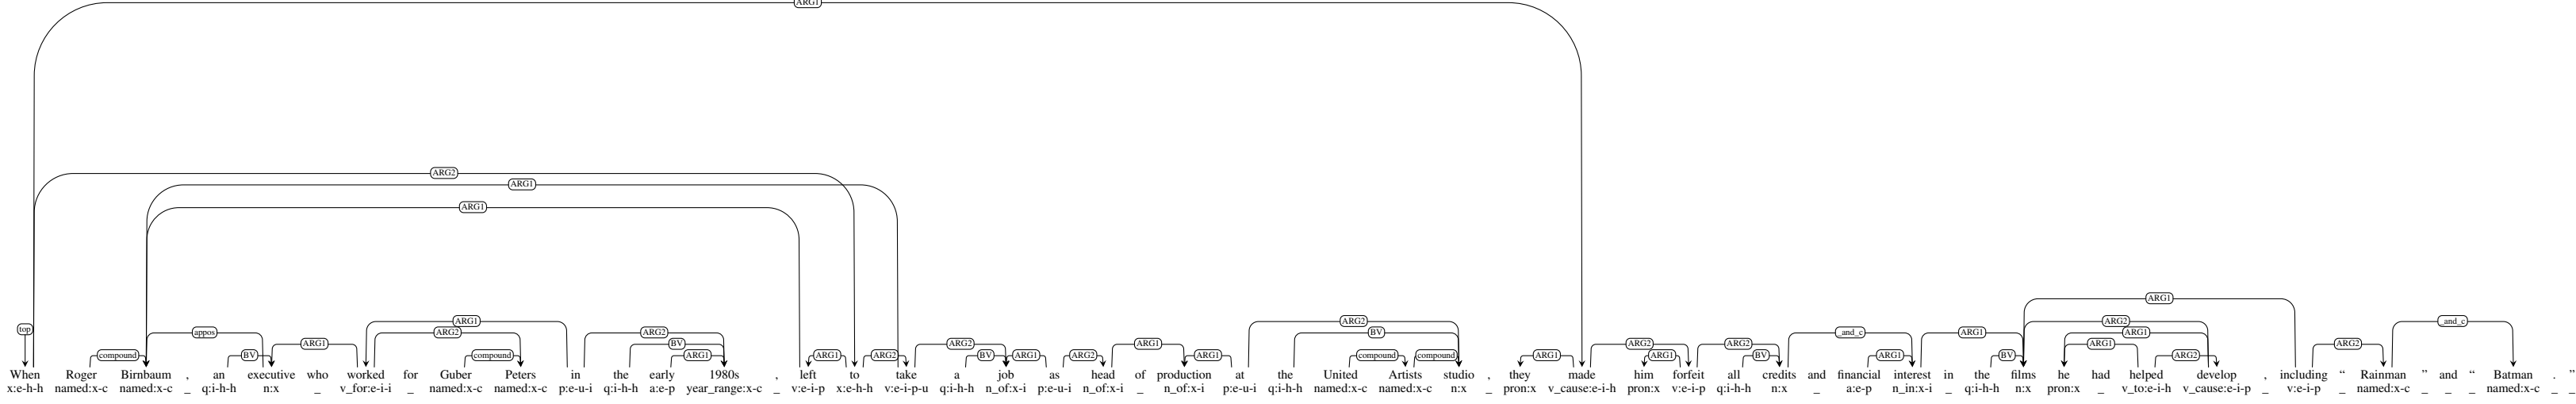 ARG1
ARG2
ARG1
ARG1
ARG1
top ARG1 ARG2 ARG2
appos ARG2 ARG2 BV _and_c ARG1 ARG1 _and_c
ARG1 BV ARG2 ARG1 ARG2 ARG2 ARG1 ARG2
compound BV compound ARG1 ARG1 ARG2 BV ARG1 ARG2 ARG1 compound compound ARG1 ARG1 BV ARG1 BV ARG2
When Roger Birnbaum , an executive who worked for Guber Peters in the early 1980s , left to take a job as head of production at the United Artists studio , they made him forfeit all credits and financial interest in the films he had helped develop , including “ Rainman ” and “ Batman . ”
x:e-h-h named:x-c named:x-c _ q:i-h-h n:x _ v_for:e-i-i _ named:x-c named:x-c p:e-u-i q:i-h-h a:e-p year_range:x-c _ v:e-i-p x:e-h-h v:e-i-p-u q:i-h-h n_of:x-i p:e-u-i n_of:x-i _ n_of:x-i p:e-u-i q:i-h-h named:x-c named:x-c n:x _ pron:x v_cause:e-i-h pron:x v:e-i-p q:i-h-h n:x _ a:e-p n_in:x-i _ q:i-h-h n:x pron:x _ v_to:e-i-h v_cause:e-i-p _ v:e-i-p _ named:x-c _ _ _ named:x-c _ _